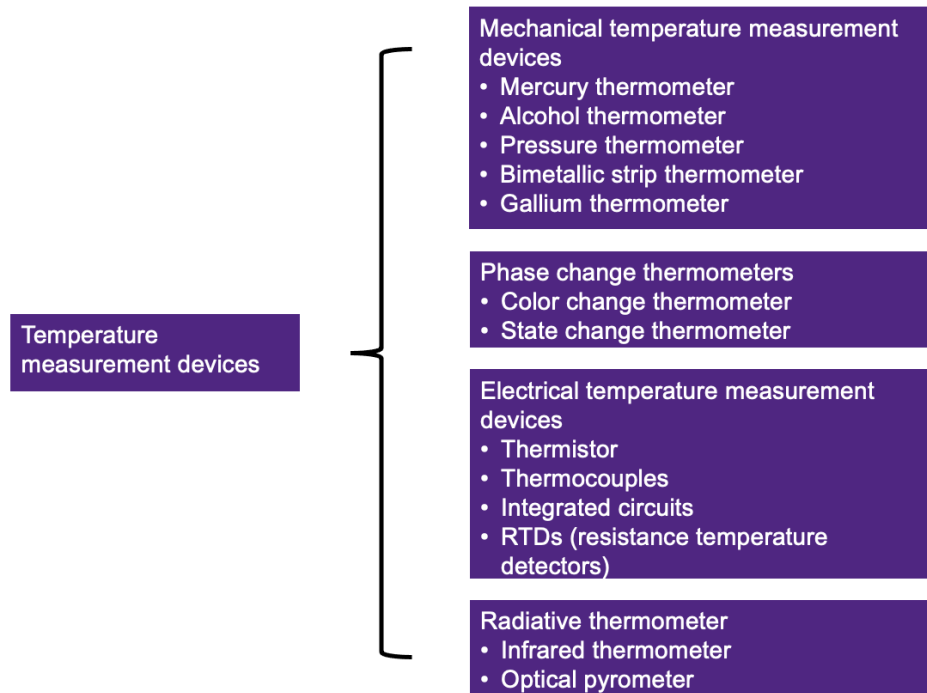 Temperature
measurement devices
Mechanical temperature measurement
devices
• Mercury thermometer
• Alcohol thermometer
• Pressure thermometer
• Bimetallic strip thermometer
• Gallium thermometer
Phase change thermometers
• Color change thermometer
• State change thermometer
Electrical temperature measurement
devices
• Thermistor
• Thermocouples
• Integrated circuits
• RTDs (resistance temperature
detectors)
Radiative thermometer
• Infrared thermometer
• Optical pyrometer